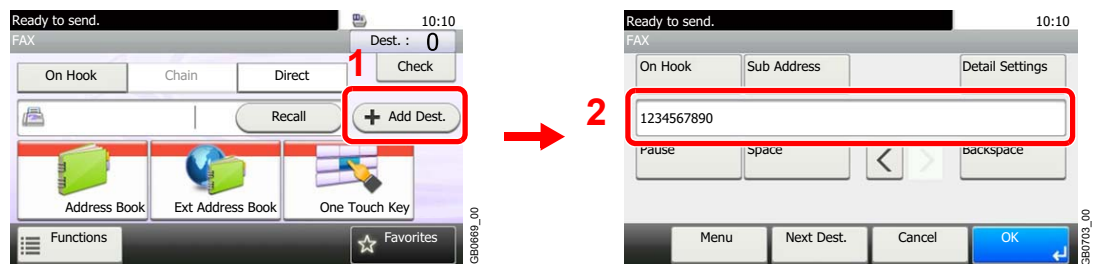 Ready to send. 10:10
FAX Dest. : 0
1
On Hook Chain Direct Check
Recall + Add Dest.
Address Book Ext Address Book One Touch Key
Functions Favorites
GB0669_00
Ready to send. 10:10
FAX
On Hook Sub Address Detail Settings
2
1234567890
Pause Space < > Backspace
Menu Next Dest. Cancel OK
GB0703_00